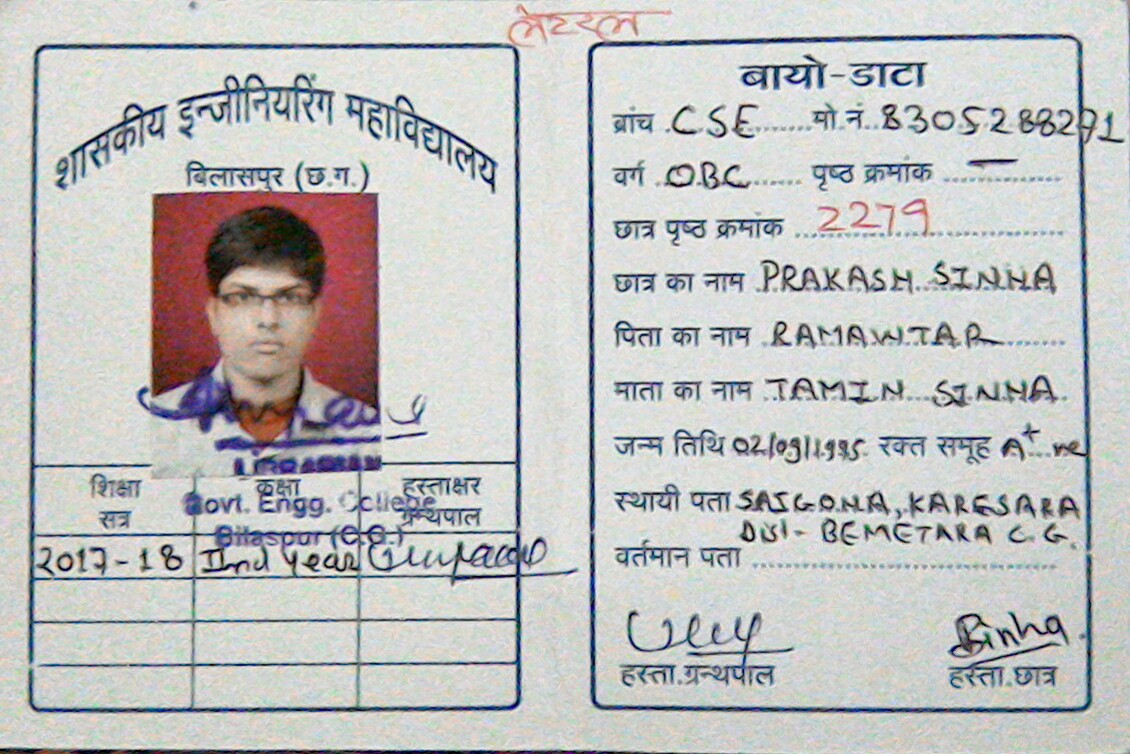 लेटरल
शासकीय इन्जीनियरिंग महाविद्यालय
बिलासपुर (छ.ग.)
LIBRARIAN
Govt. Engg. College
Bilaspur (C.G.)
शिक्षा सत्र कक्षा हस्ताक्षर ग्रंथपाल
2017-18 IInd year
बायो-डाटा
ब्रांच .CSE....... मो.नं..8305288271
वर्ग .OBC...... पृष्ठ क्रमांक —
छात्र पृष्ठ क्रमांक ...2279
छात्र का नाम .PRAKASH SINHA
पिता का नाम .RAMAWTAR
माता का नाम .TAMIN SINHA.
जन्म तिथि 02/09/1995. रक्त समूह A+ ve
स्थायी पता SAIGONA, KARESARA
Dist- BEMETARA C.G.
वर्तमान पता
हस्ता.ग्रन्थपाल
Sinha
हस्ता.छात्र